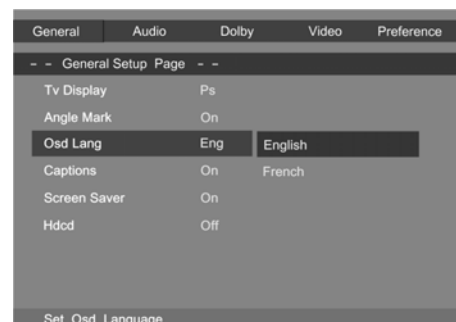 General Audio Dolby Video Preference
- - General Setup Page - -
Tv Display Ps
Angle Mark On
Osd Lang Eng English
Captions On French
Screen Saver On
Hdcd Off
Set Osd Language